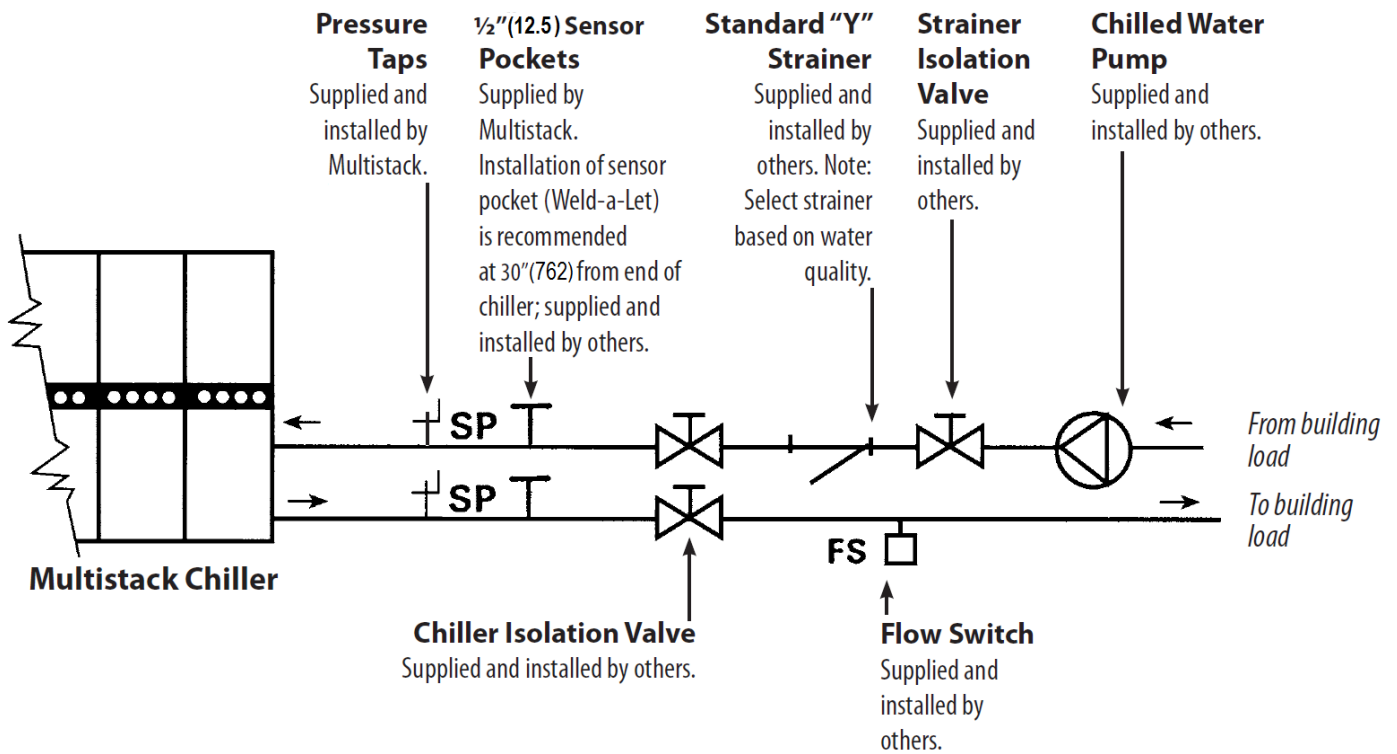 Pressure
Taps
Supplied and
installed by
Multistack.
½”(12.5) Sensor
Pockets
Supplied by
Multistack.
Installation of sensor
pocket (Weld-a-Let)
is recommended
at 30”(762) from end of
chiller; supplied and
installed by others.
Standard “Y”
Strainer
Supplied and
installed by
others. Note:
Select strainer
based on water
quality.
Strainer
Isolation
Valve
Supplied and
installed by
others.
Chilled Water
Pump
Supplied and
installed by others.
SP
From building
load
SP
To building
load
FS
Multistack Chiller
Chiller Isolation Valve
Supplied and installed by others.
Flow Switch
Supplied and
installed by
others.